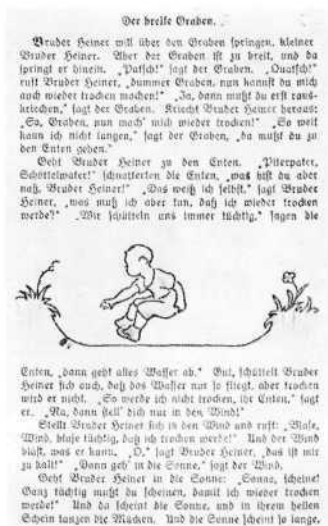 Der breite Graben.
Bruder Heiner will über den Graben springen, kleiner
Bruder Heiner. Aber der Graben ist zu breit, und da
springt er hinein. „Patsch!“ sagt der Graben. „Quatsch!“
ruft Bruder Heiner, „dummer Graben, nun kannst du mich
auch wieder trocken machen!“ „Ja, dann mußt du erst raus-
kriechen,“ sagt der Graben. Kriecht Bruder Heiner heraus:
„So, Graben, nun mach' mich wieder trocken!“ „So weit
kann ich nicht langen,“ sagt der Graben, „da mußt du zu
den Enten gehen.“
Geht Bruder Heiner zu den Enten. „Piterpater,
Schöttelwater!“ schnatterten die Enten, „was bist du aber
naß, Bruder Heiner!“ „Das weiß ich selbst,“ sagt Bruder
Heiner, „was muß ich aber tun, daß ich wieder trocken
werde?“ „Wir schütteln uns immer tüchtig,“ sagen die
Enten, „dann geht alles Wasser ab.“ Gut, schüttelt Bruder
Heiner sich auch, daß das Wasser nur so fliegt, aber trocken
wird er nicht. „So werde ich nicht trocken, ihr Enten,“ sagt
er. „Na, dann stell' dich nur in den Wind!“
Stellt Bruder Heiner sich in den Wind und ruft: „Blase,
Wind, blase tüchtig, daß ich trocken werde!“ Und der Wind
bläst, was er kann. „O,“ sagt Bruder Heiner, „das ist mir
zu kalt!“ „Dann geh' in die Sonne,“ sagt der Wind.
Geht Bruder Heiner in die Sonne: „Sonne, scheine!
Ganz tüchtig mußt du scheinen, damit ich wieder trocken
werde!“ Und da scheint die Sonne, und in ihrem hellen
Schein tanzen die Mücken. Und die Sonne scheint so lange,